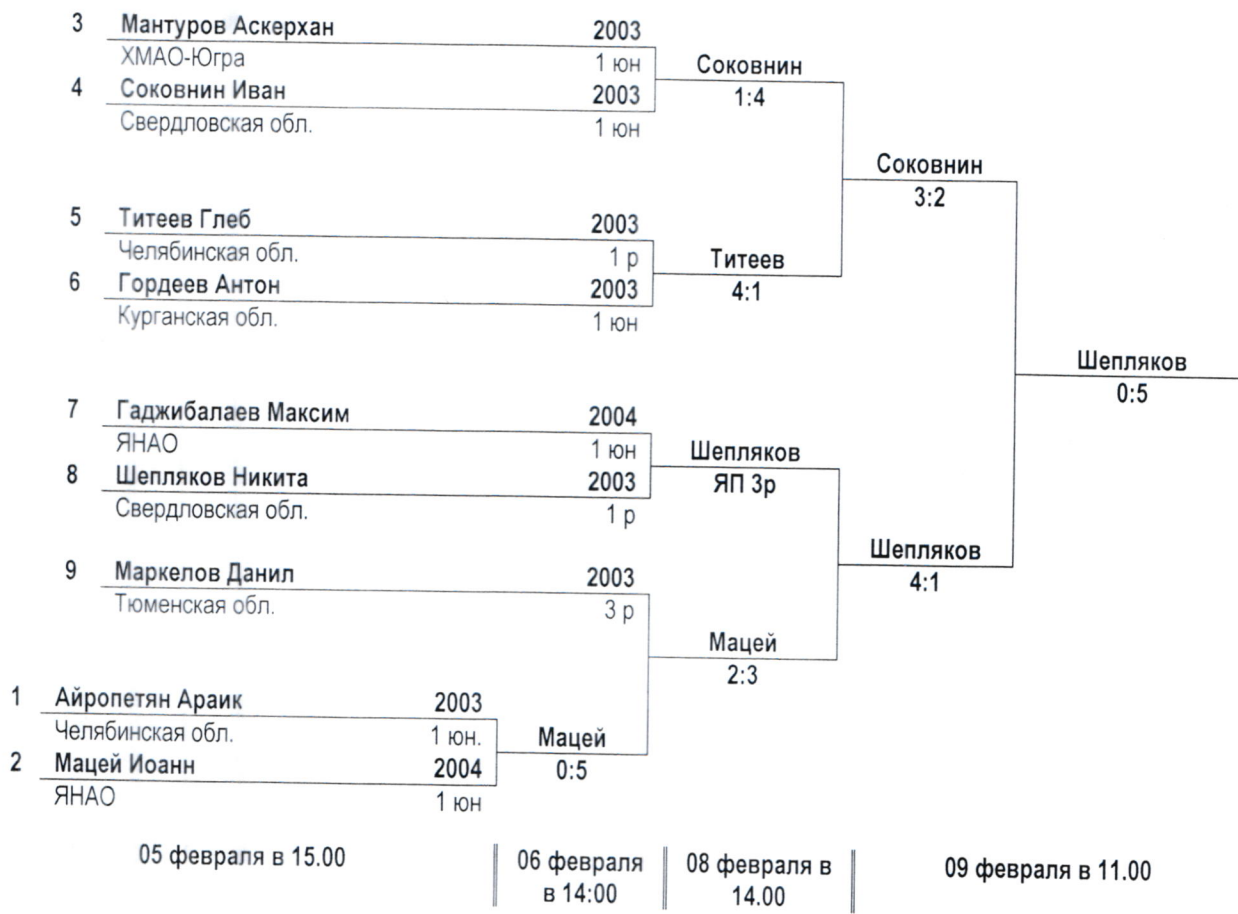 3 Мантуров Аскерхан 2003
ХМАО-Югра 1 юн
4 Соковнин Иван 2003
Свердловская обл. 1 юн
Соковнин
1:4
5 Титеев Глеб 2003
Челябинская обл. 1 р
6 Гордеев Антон 2003
Курганская обл. 1 юн
Титеев
4:1
Соковнин
3:2
7 Гаджибалаев Максим 2004
ЯНАО 1 юн
8 Шепляков Никита 2003
Свердловская обл. 1 р
Шепляков
ЯП 3р
9 Маркелов Данил 2003
Тюменская обл. 3 р
1 Айропетян Араик 2003
Челябинская обл. 1 юн.
2 Мацей Иоанн 2004
ЯНАО 1 юн
Мацей
0:5
Мацей
2:3
Шепляков
4:1
Шепляков
0:5
05 февраля в 15.00
06 февраля
в 14:00
08 февраля в
14.00
09 февраля в 11.00